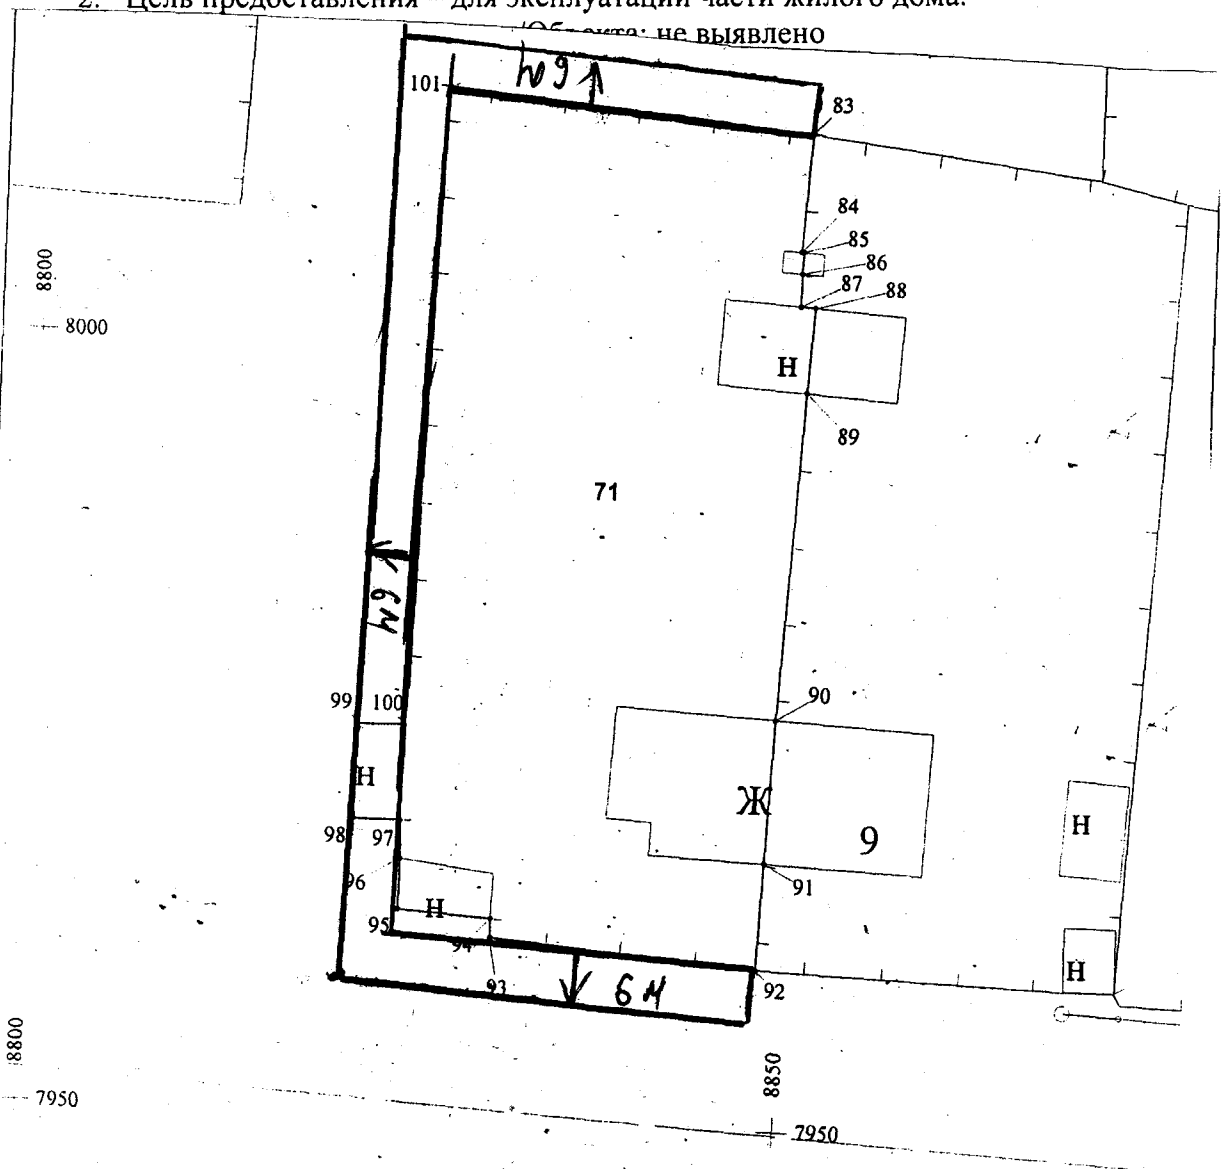 2. Цель предоставления – для эксплуатации части жилого дома.
не выявлено
6м
101
83
84
85
86
87
88
8800
8000
Н
89
71
6м
99
100
90
Н
Ж
9
Н
98
97
91
96
Н
95
94
93
6м
92
Н
8800
8850
7950
7950